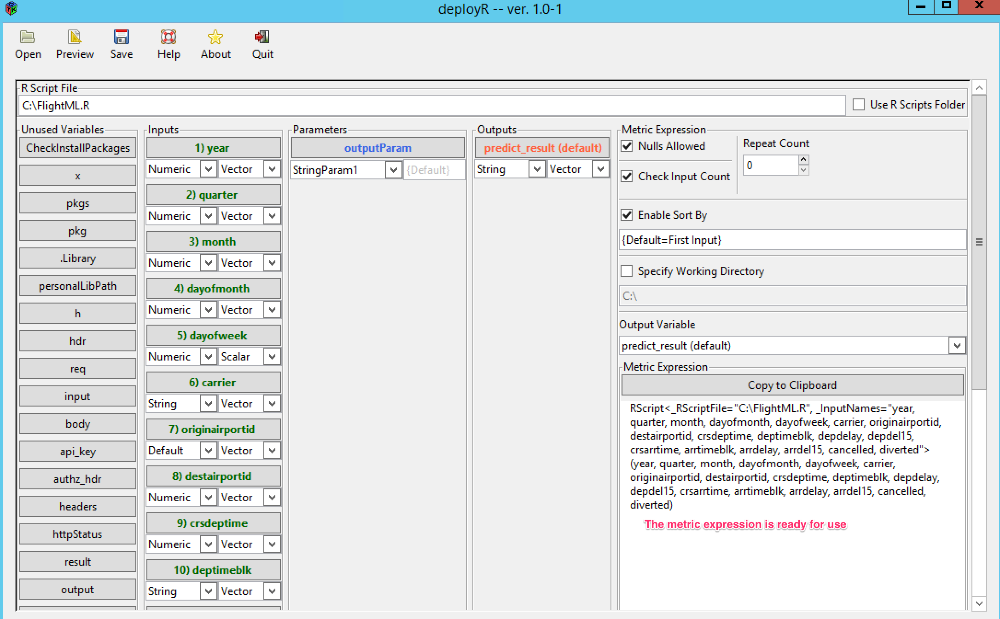 deployR -- ver. 1.0-1
Open Preview Save Help About Quit
R Script File
C:\FlightML.R
Use R Scripts Folder
Unused Variables
CheckInstallPackages
x
pkgs
pkg
.Library
personalLibPath
h
hdr
req
input
body
api_key
authz_hdr
headers
httpStatus
result
output
Inputs
1) year
Numeric Vector
2) quarter
Numeric Vector
3) month
Numeric Vector
4) dayofmonth
Numeric Vector
5) dayofweek
Numeric Scalar
6) carrier
String Vector
7) originairportid
Default Vector
8) destairportid
Numeric Vector
9) crsdeptime
Numeric Vector
10) deptimeblk
String Vector
Parameters
outputParam
StringParam1 {Default}
Outputs
predict_result (default)
String Vector
Metric Expression
Nulls Allowed
Check Input Count
Repeat Count
0
Enable Sort By
{Default=First Input}
Specify Working Directory
C:\
Output Variable
predict_result (default)
Metric Expression
Copy to Clipboard
RScript<_RScriptFile="C:\FlightML.R", _InputNames="year,
quarter, month, dayofmonth, dayofweek, carrier, originairportid,
destairportid, crsdeptime, deptimeblk, depdelay, depdel15,
crsarrtime, arrtimeblk, arrdelay, arrdel15, cancelled, diverted">
(year, quarter, month, dayofmonth, dayofweek, carrier,
originairportid, destairportid, crsdeptime, deptimeblk, depdelay,
depdel15, crsarrtime, arrtimeblk, arrdelay, arrdel15, cancelled,
diverted)
The metric expression is ready for use